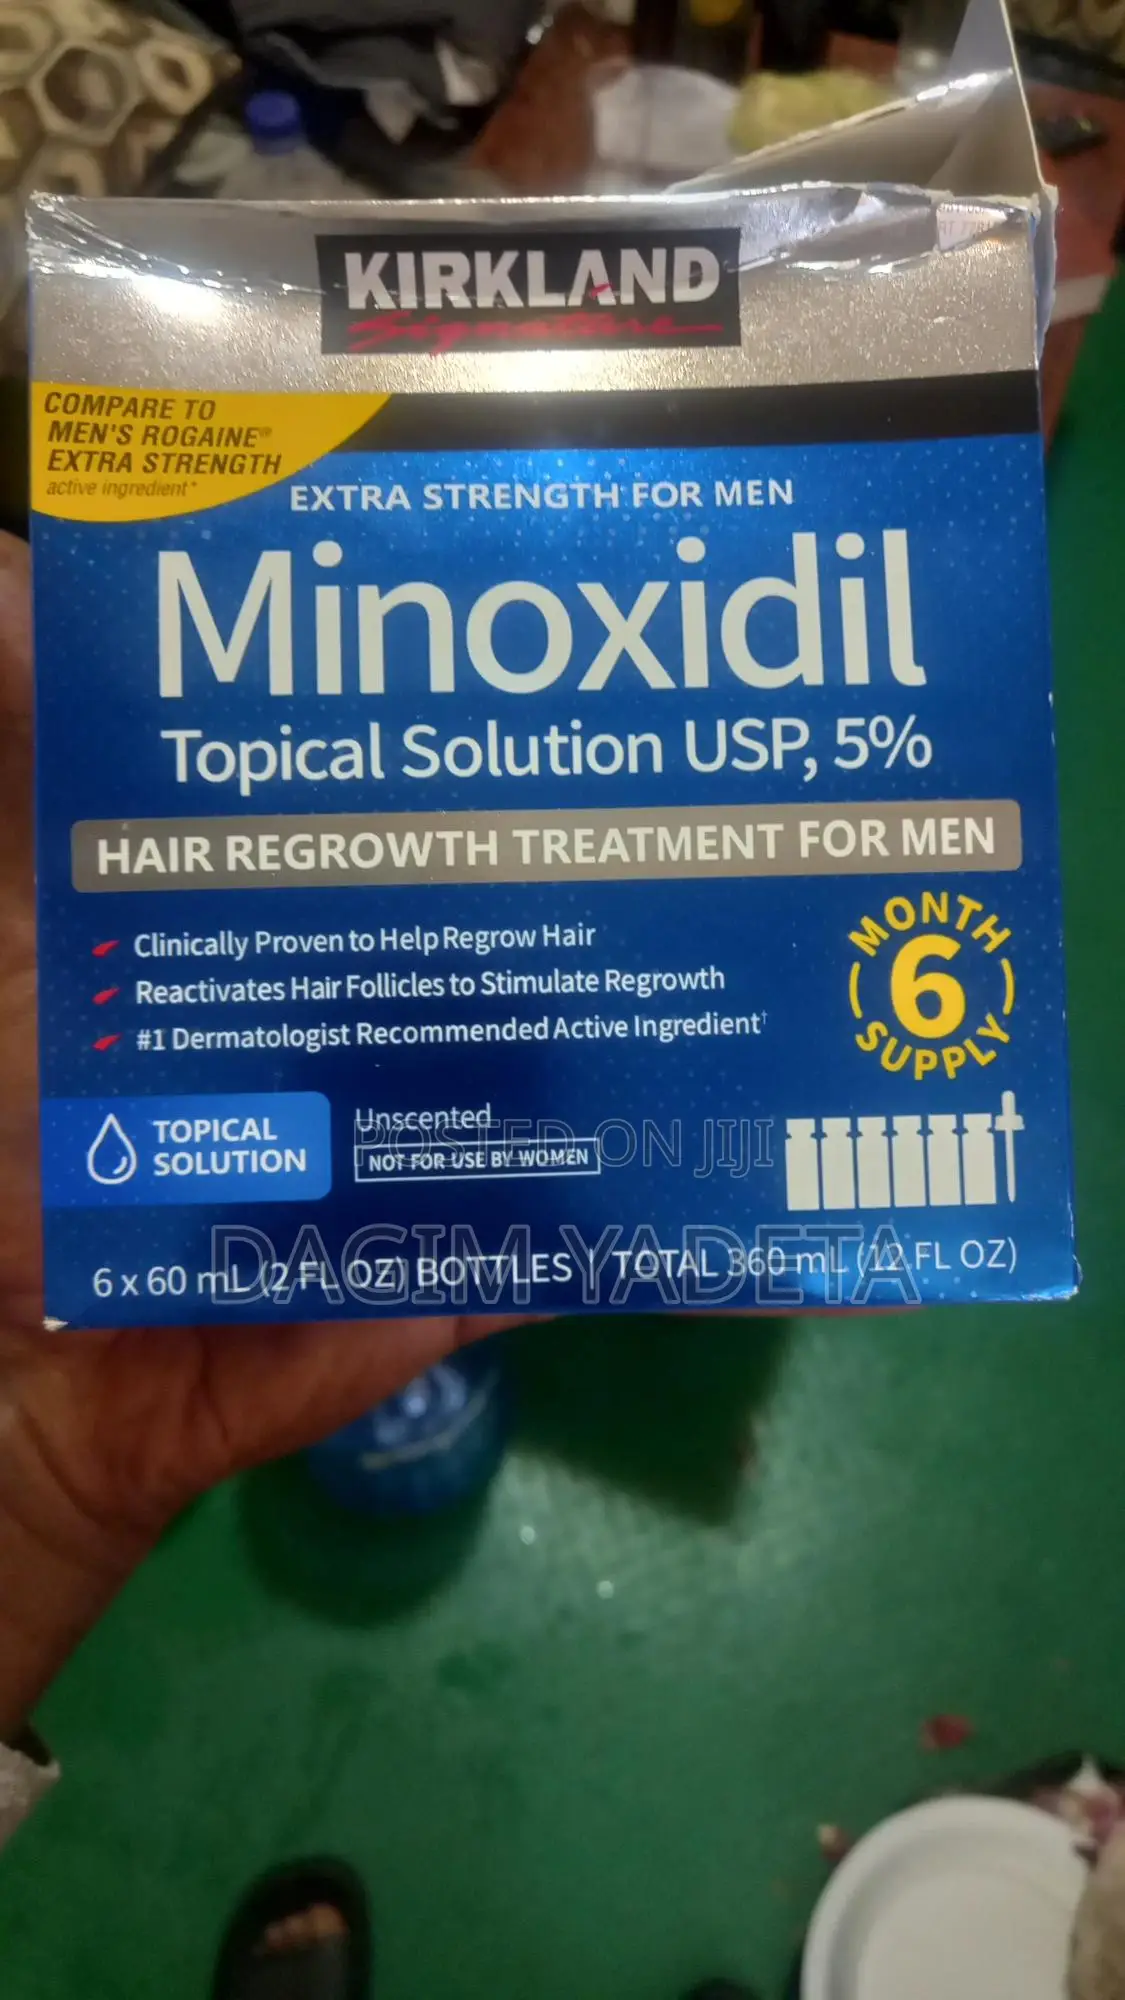 KIRKLAND
Signature
COMPARE TO
MEN'S ROGAINE®
EXTRA STRENGTH
active ingredient*
EXTRA STRENGTH FOR MEN
Minoxidil
Topical Solution USP, 5%
HAIR REGROWTH TREATMENT FOR MEN
Clinically Proven to Help Regrow Hair
Reactivates Hair Follicles to Stimulate Regrowth
#1 Dermatologist Recommended Active Ingredient†
MONTH
6
SUPPLY
TOPICAL
SOLUTION
Unscented
NOT FOR USE BY WOMEN
POSTED ON JIJI
DAGIM YADETA
6 x 60 mL (2 FL OZ) BOTTLES | TOTAL 360 mL (12 FL OZ)